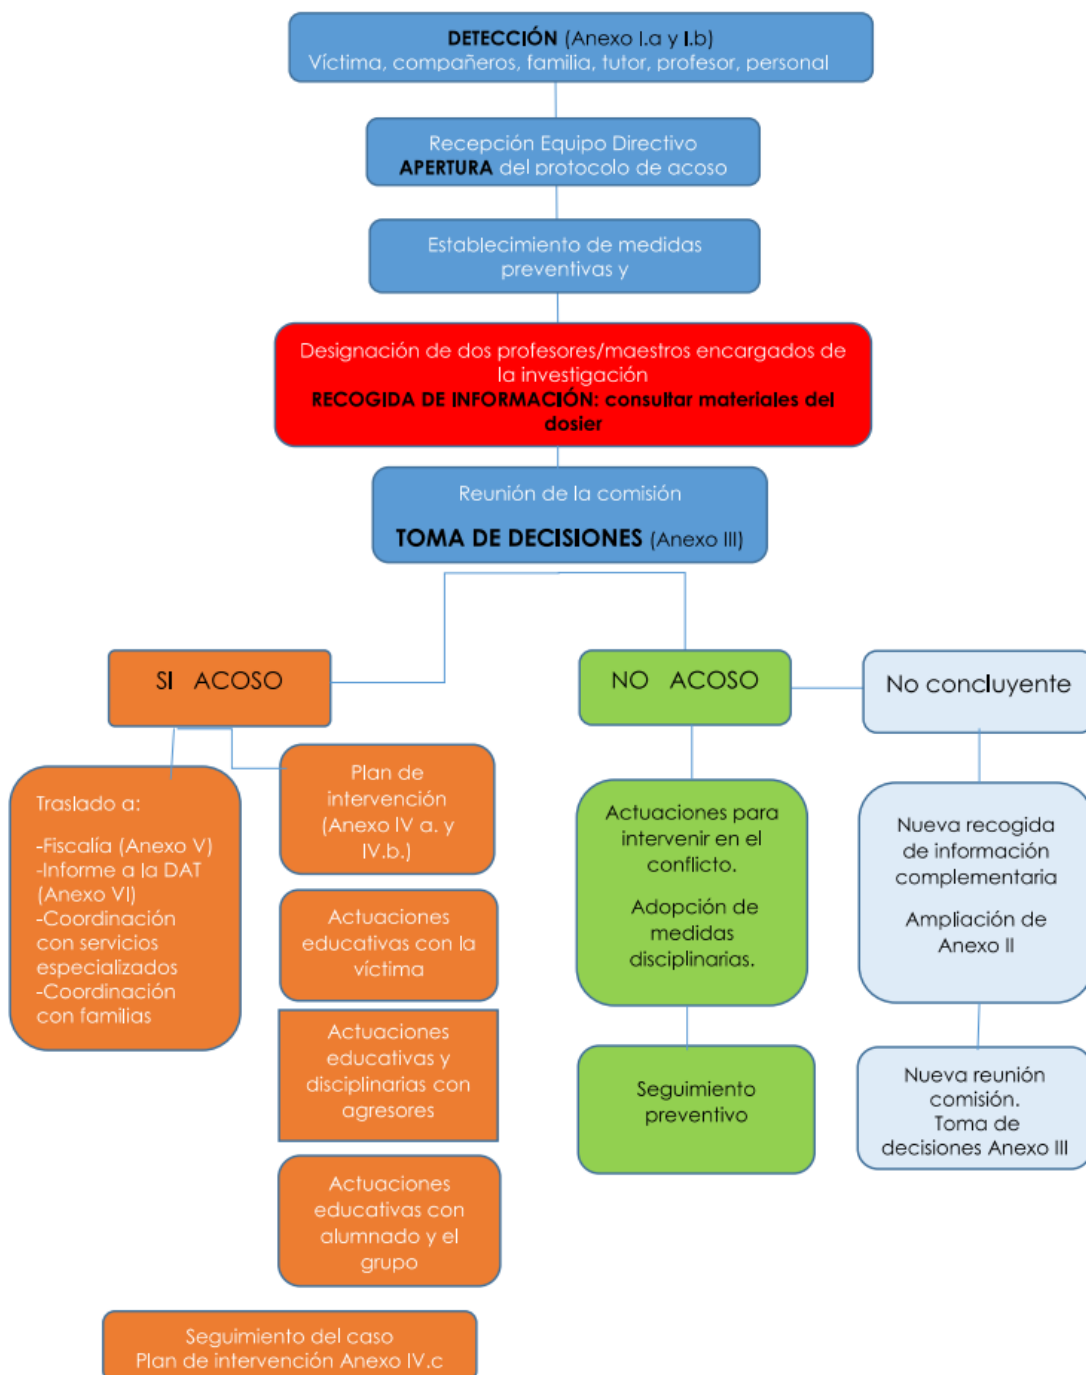 DETECCIÓN (Anexo I.a y I.b)
Víctima, compañeros, familia, tutor, profesor, personal
Recepción Equipo Directivo
APERTURA del protocolo de acoso
Establecimiento de medidas
preventivas y
Designación de dos profesores/maestros encargados de
la investigación
RECOGIDA DE INFORMACIÓN: consultar materiales del
dosier
Reunión de la comisión
TOMA DE DECISIONES (Anexo III)
SI ACOSO
NO ACOSO
No concluyente
Traslado a:
-Fiscalía (Anexo V)
-Informe a la DAT
(Anexo VI)
-Coordinación
con servicios
especializados
-Coordinación
con familias
Plan de
intervención
(Anexo IV a. y
IV.b.)
Actuaciones
educativas con la
víctima
Actuaciones
educativas y
disciplinarias con
agresores
Actuaciones
educativas con
alumnado y el
grupo
Seguimiento del caso
Plan de intervención Anexo IV.c
Actuaciones para
intervenir en el
conflicto.
Adopción de
medidas
disciplinarias.
Seguimiento
preventivo
Nueva recogida
de información
complementaria
Ampliación de
Anexo II
Nueva reunión
comisión.
Toma de
decisiones Anexo III